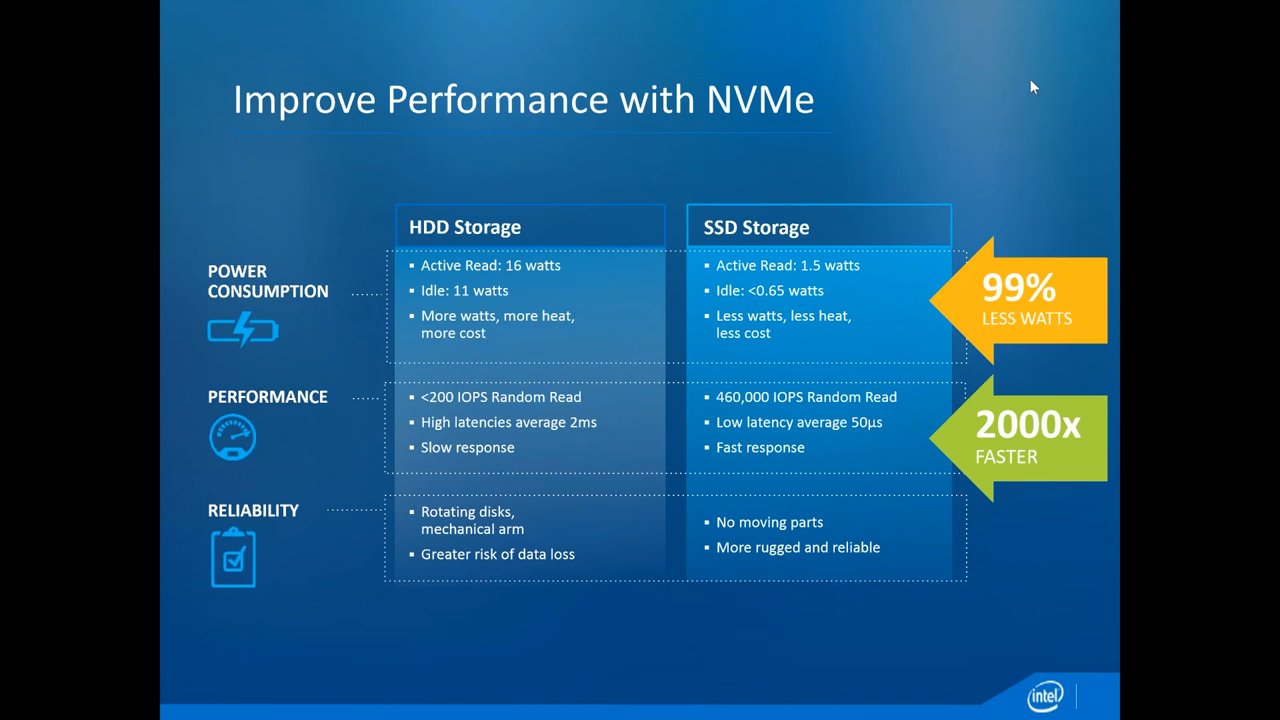 Improve Performance with NVMe
HDD Storage
SSD Storage
POWER
CONSUMPTION
▪ Active Read: 16 watts
▪ Idle: 11 watts
▪ More watts, more heat,
more cost
▪ Active Read: 1.5 watts
▪ Idle: <0.65 watts
▪ Less watts, less heat,
less cost
99%
LESS WATTS
PERFORMANCE
▪ <200 IOPS Random Read
▪ High latencies average 2ms
▪ Slow response
▪ 460,000 IOPS Random Read
▪ Low latency average 50µs
▪ Fast response
2000x
FASTER
RELIABILITY
▪ Rotating disks,
mechanical arm
▪ Greater risk of data loss
▪ No moving parts
▪ More rugged and reliable
intel